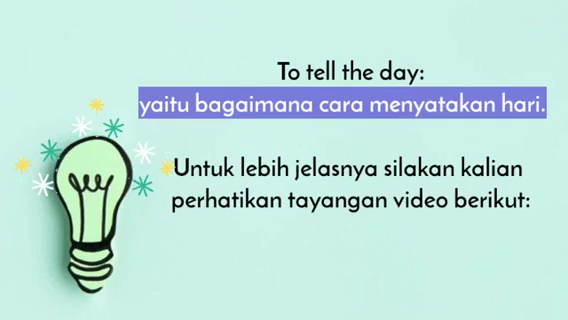 To tell the day:
yaitu bagaimana cara menyatakan hari.
Untuk lebih jelasnya silakan kalian
perhatikan tayangan video berikut: